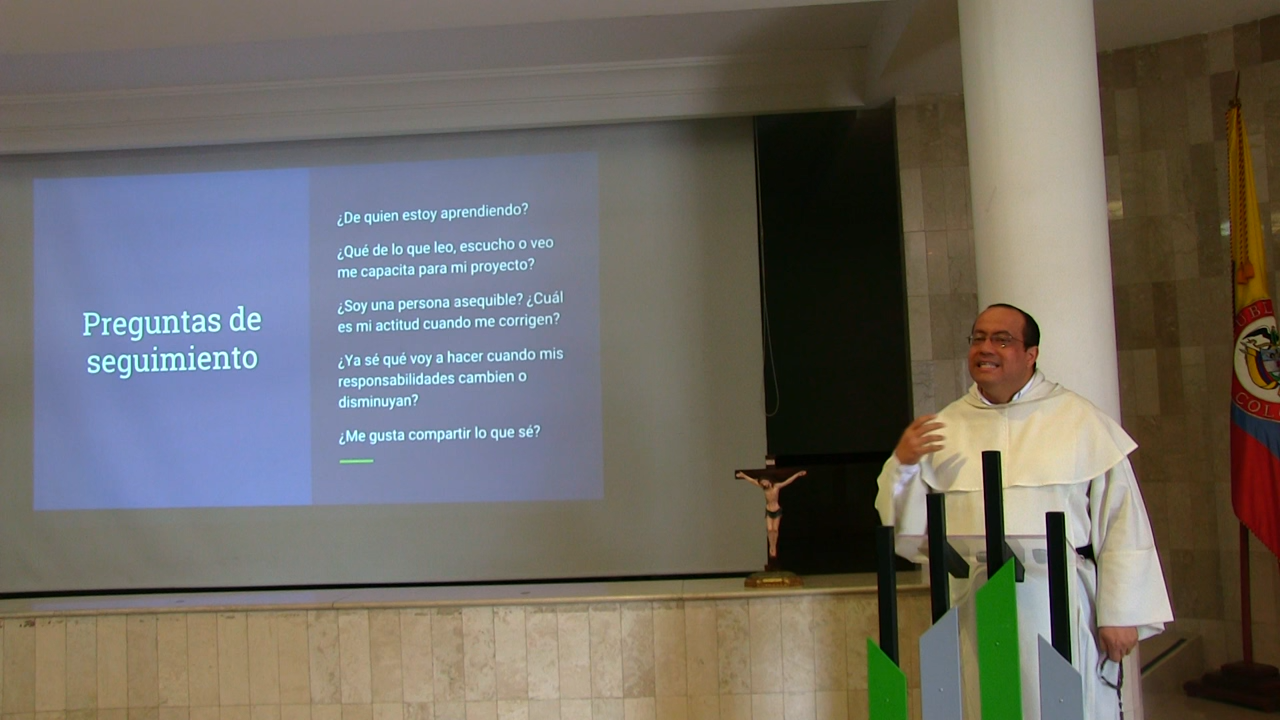 Preguntas de
seguimiento
¿De quien estoy aprendiendo?
¿Qué de lo que leo, escucho o veo
me capacita para mi proyecto?
¿Soy una persona asequible? ¿Cuál
es mi actitud cuando me corrigen?
¿Ya sé qué voy a hacer cuando mis
responsabilidades cambien o
disminuyan?
¿Me gusta compartir lo que sé?